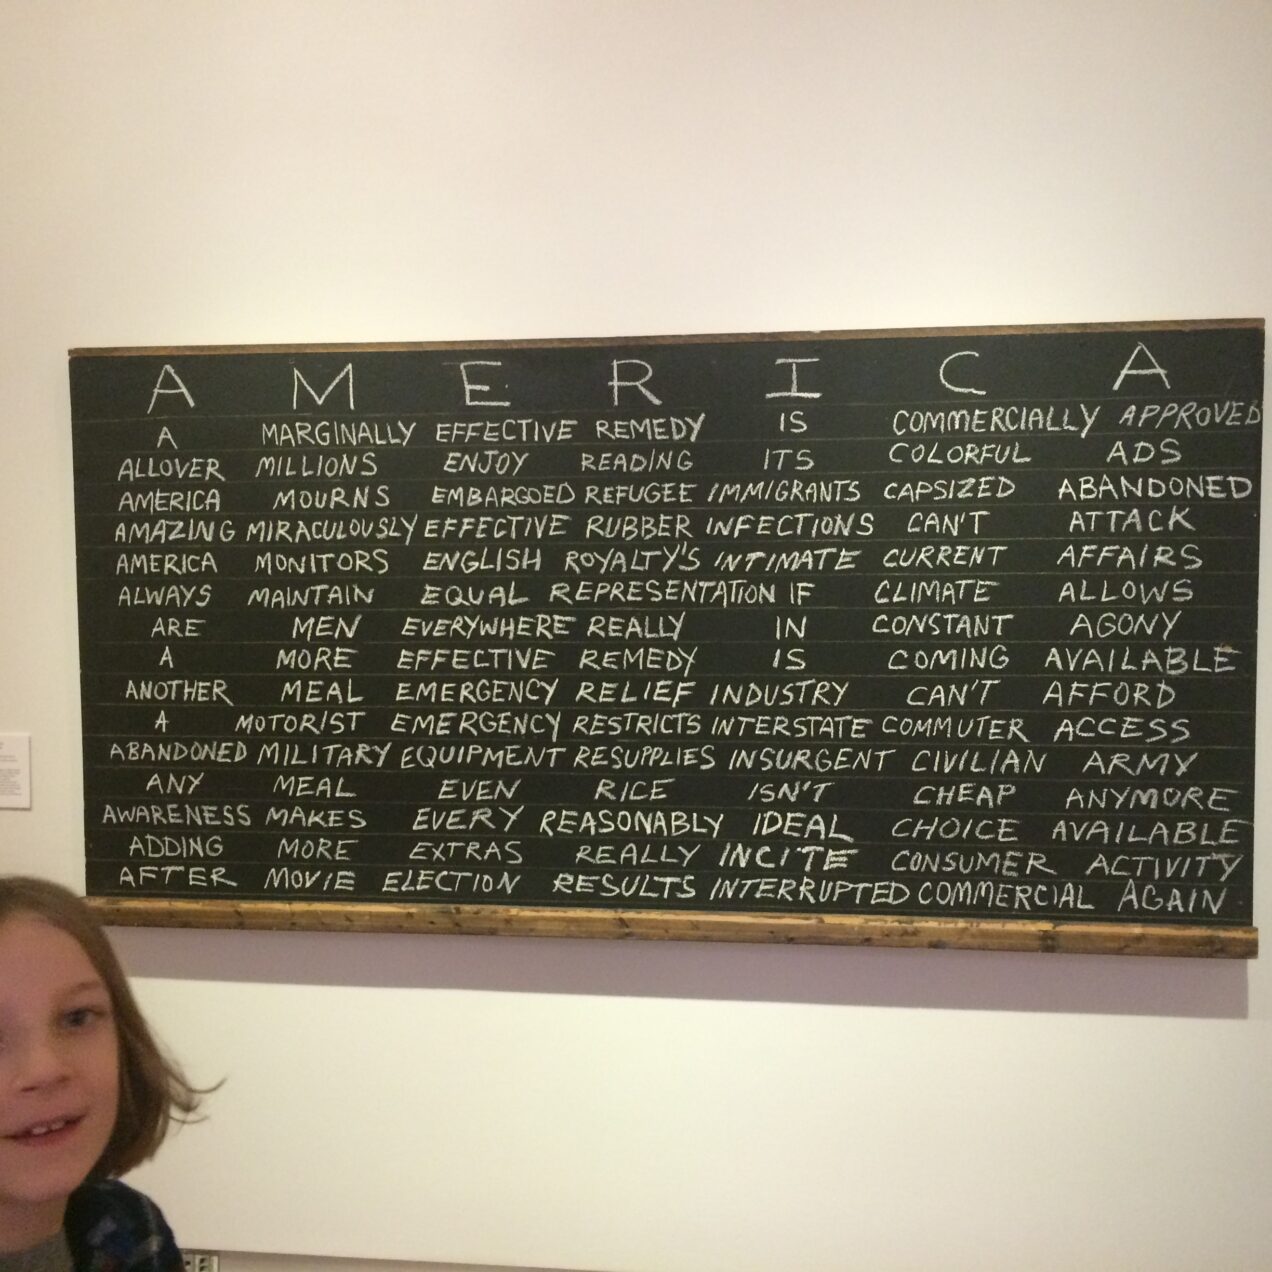 A M E R I C A
A MARGINALLY EFFECTIVE REMEDY IS COMMERCIALLY APPROVED
ALLOVER MILLIONS ENJOY READING ITS COLORFUL ADS
AMERICA MOURNS EMBARGOED REFUGEE IMMIGRANTS CAPSIZED ABANDONED
AMAZING MIRACULOUSLY EFFECTIVE RUBBER INFECTIONS CAN'T ATTACK
AMERICA MONITORS ENGLISH ROYALTY'S INTIMATE CURRENT AFFAIRS
ALWAYS MAINTAIN EQUAL REPRESENTATION IF CLIMATE ALLOWS
ARE MEN EVERYWHERE REALLY IN CONSTANT AGONY
A MORE EFFECTIVE REMEDY IS COMING AVAILABLE
ANOTHER MEAL EMERGENCY RELIEF INDUSTRY CAN'T AFFORD
A MOTORIST EMERGENCY RESTRICTS INTERSTATE COMMUTER ACCESS
ABANDONED MILITARY EQUIPMENT RESUPPLIES INSURGENT CIVILIAN ARMY
ANY MEAL EVEN RICE ISN'T CHEAP ANYMORE
AWARENESS MAKES EVERY REASONABLY IDEAL CHOICE AVAILABLE
ADDING MORE EXTRAS REALLY INCITE CONSUMER ACTIVITY
AFTER MOVIE ELECTION RESULTS INTERRUPTED COMMERCIAL AGAIN